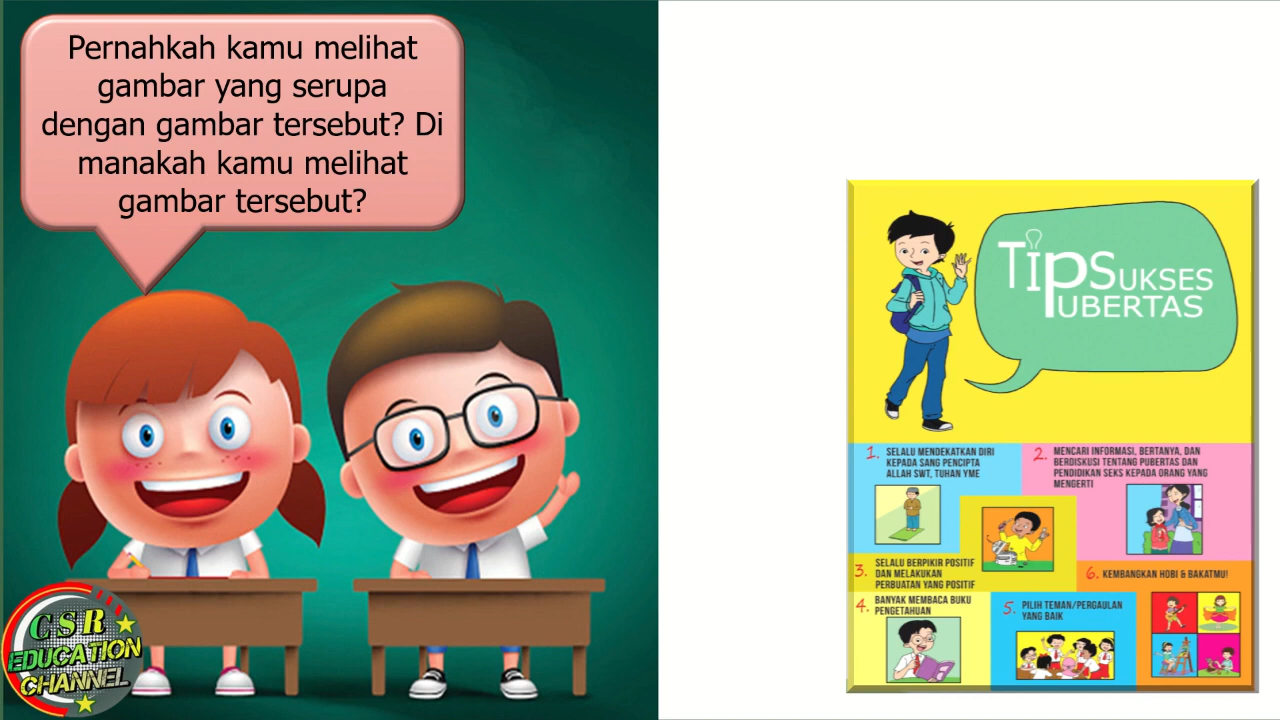 Pernahkah kamu melihat
gambar yang serupa
dengan gambar tersebut? Di
manakah kamu melihat
gambar tersebut?
TIPS SUKSES
PUBERTAS
1. SELALU MENDEKATKAN DIRI
KEPADA SANG PENCIPTA
ALLAH SWT, TUHAN YME
2. MENCARI INFORMASI, BERTANYA, DAN
BERDISKUSI TENTANG PUBERTAS DAN
PENDIDIKAN SEKS KEPADA ORANG YANG
MENGERTI
3. SELALU BERPIKIR POSITIF
DAN MELAKUKAN
PERBUATAN YANG POSITIF
6. KEMBANGKAN HOBI & BAKATMU!
4. BANYAK MEMBACA BUKU
PENGETAHUAN
5. PILIH TEMAN/PERGAULAN
YANG BAIK
CSR
EDUCATION
CHANNEL